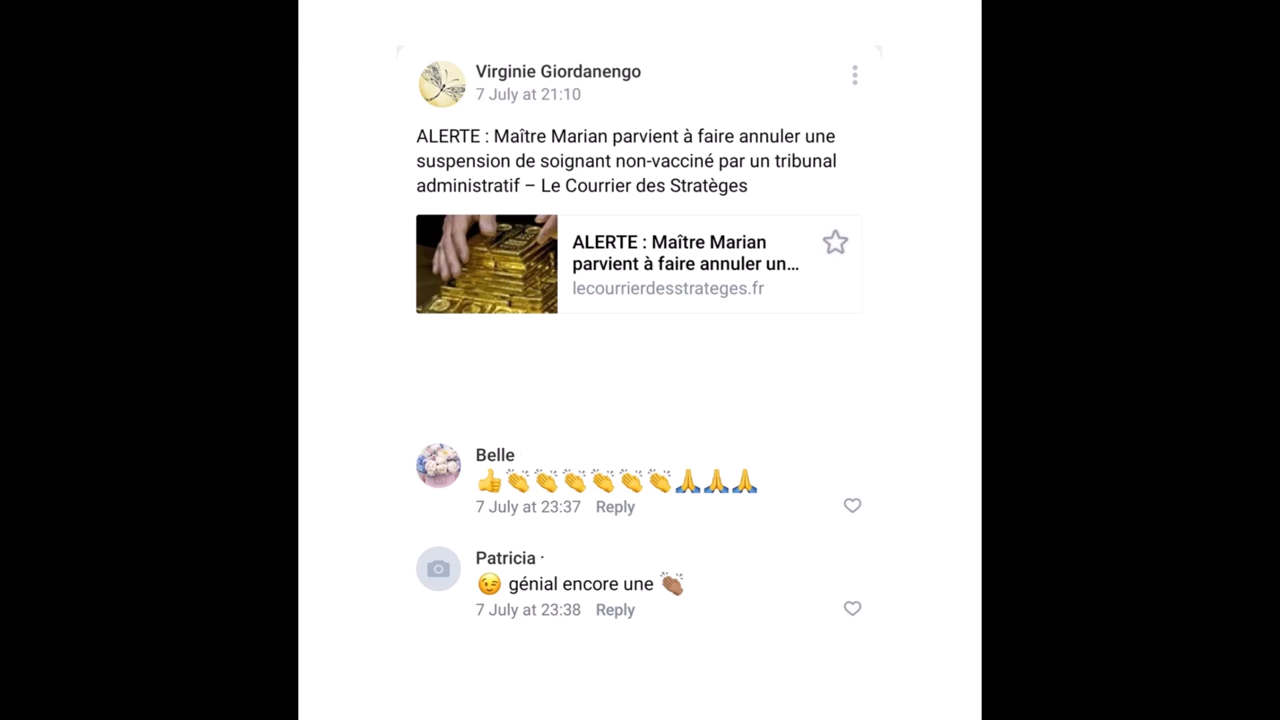 Virginie Giordanengo
7 July at 21:10
ALERTE : Maître Marian parvient à faire annuler une
suspension de soignant non-vacciné par un tribunal
administratif – Le Courrier des Stratèges
ALERTE : Maître Marian
parvient à faire annuler un...
lecourrierdesstrateges.fr
Belle
👍👏👏👏👏👏👏🙏🙏🙏
7 July at 23:37 Reply
Patricia ·
😉 génial encore une 👏🏽
7 July at 23:38 Reply